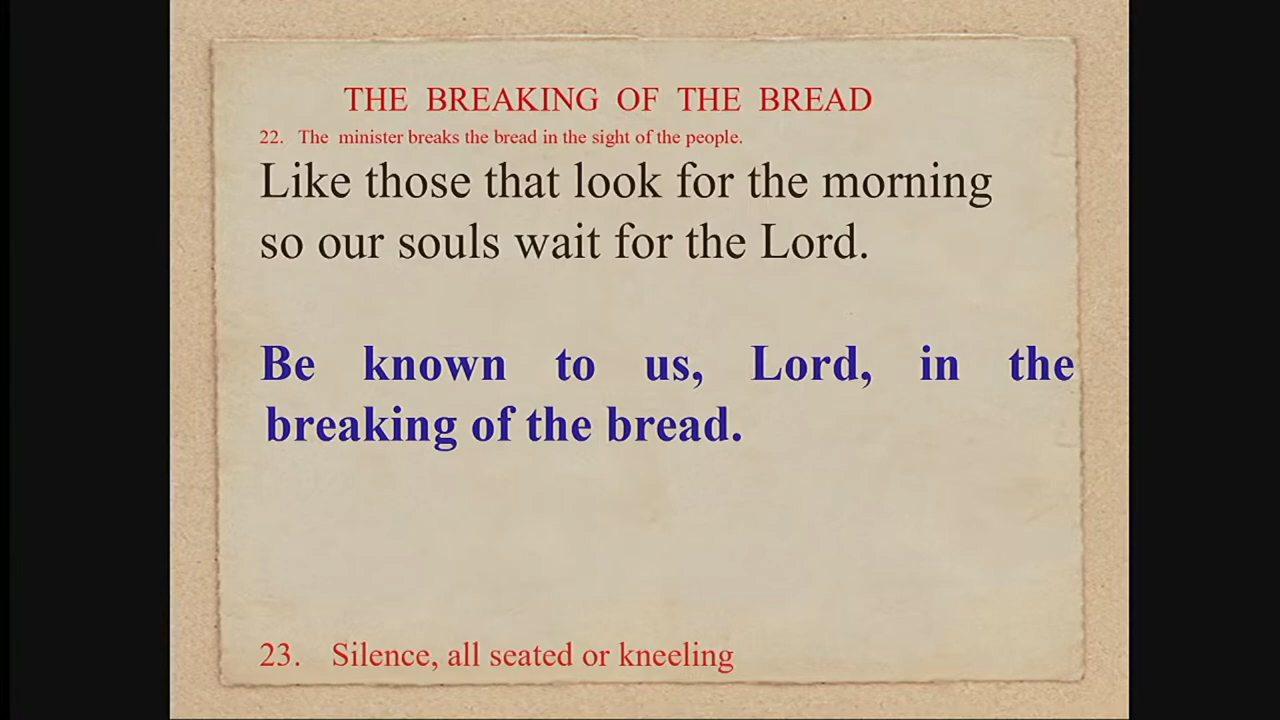 THE BREAKING OF THE BREAD
22. The minister breaks the bread in the sight of the people.
Like those that look for the morning
so our souls wait for the Lord.
Be known to us, Lord, in the
breaking of the bread.
23. Silence, all seated or kneeling